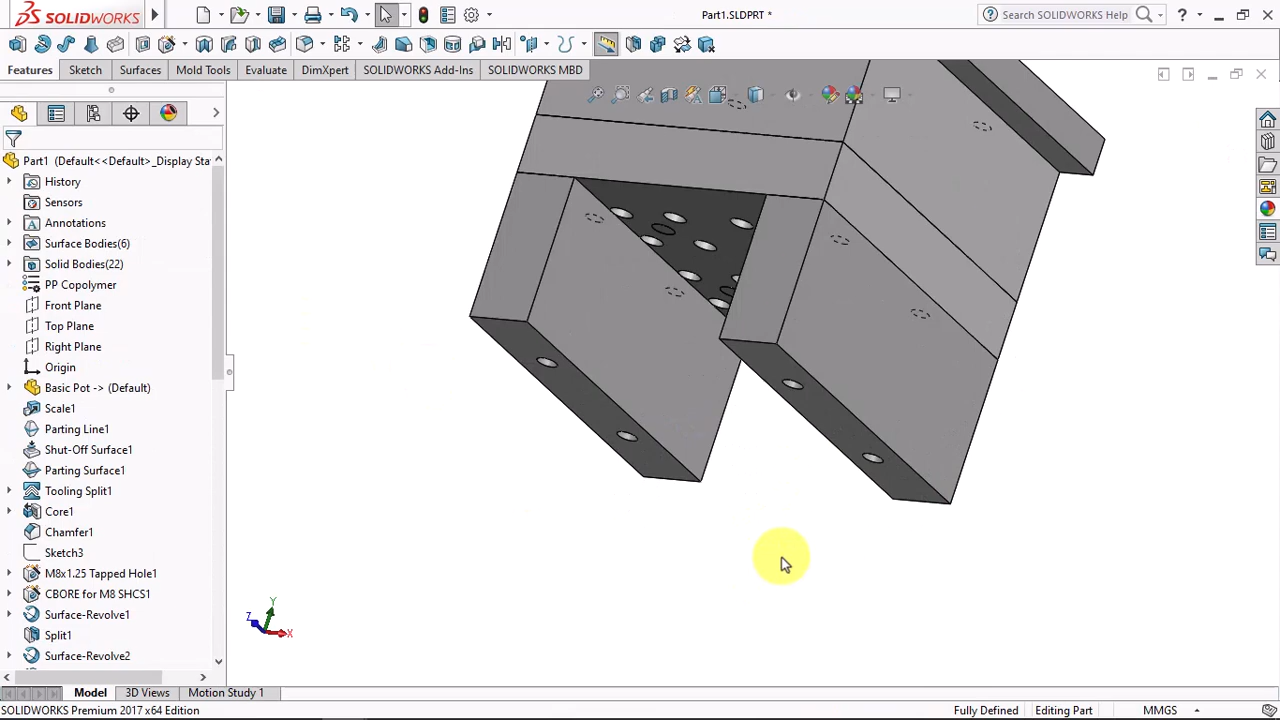 SOLIDWORKS
Part1.SLDPRT *
Search SOLIDWORKS Help
?
Features
Sketch
Surfaces
Mold Tools
Evaluate
DimXpert
SOLIDWORKS Add-Ins
SOLIDWORKS MBD
Part1 (Default<<Default>_Display Sta
History
Sensors
Annotations
Surface Bodies(6)
Solid Bodies(22)
PP Copolymer
Front Plane
Top Plane
Right Plane
Origin
Basic Pot -> (Default)
Scale1
Parting Line1
Shut-Off Surface1
Parting Surface1
Tooling Split1
Core1
Chamfer1
Sketch3
M8x1.25 Tapped Hole1
CBORE for M8 SHCS1
Surface-Revolve1
Split1
Surface-Revolve2
Y
Z
X
Model
3D Views
Motion Study 1
SOLIDWORKS Premium 2017 x64 Edition
Fully Defined
Editing Part
MMGS